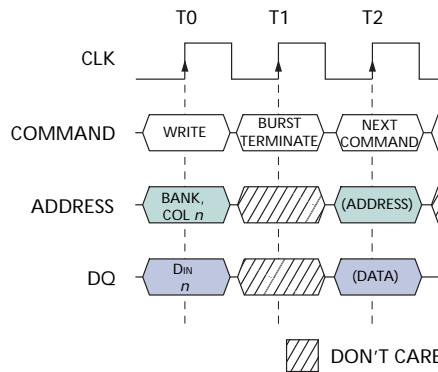 T0 T1 T2
CLK
COMMAND WRITE BURST TERMINATE NEXT COMMAND
ADDRESS BANK, COL n (ADDRESS)
DQ DIN n (DATA)
DON'T CARE